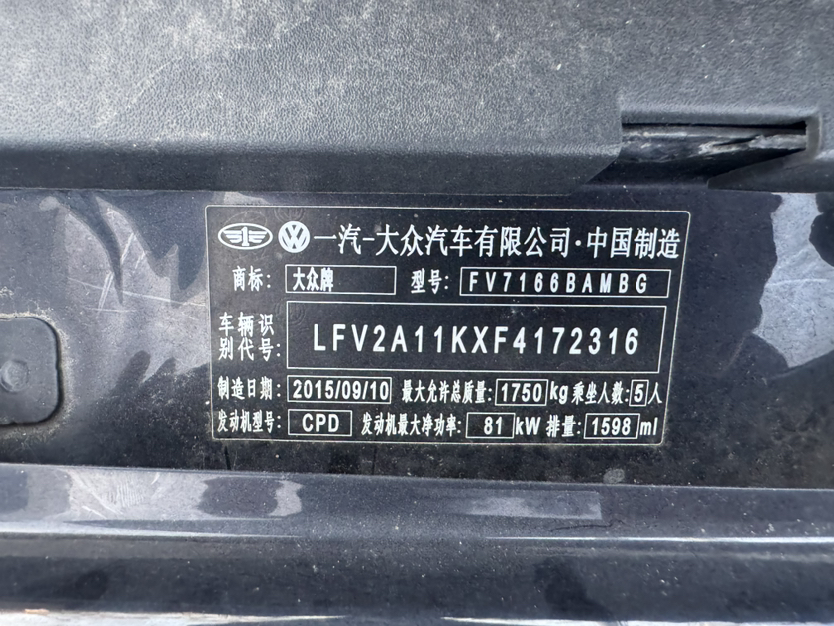 一汽-大众汽车有限公司·中国制造
商标: 大众牌 型号: FV7166BAMBG
车辆识别代号: LFV2A11KXF4172316
制造日期: 2015/09/10 最大允许总质量: 1750 kg 乘坐人数: 5 人
发动机型号: CPD 发动机最大净功率: 81 kW 排量: 1598 ml